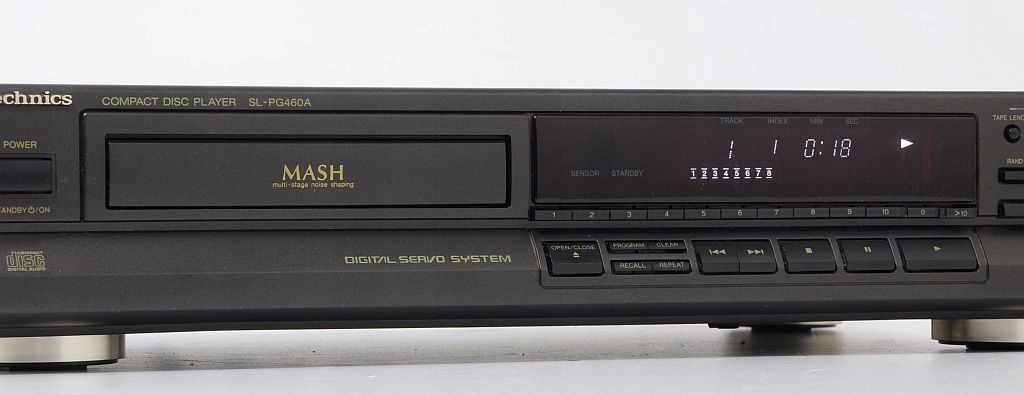 echnics COMPACT DISC PLAYER SL-PG460A
TRACK INDEX MIN SEC
TAPE LENG
POWER
1 1 0:18
MASH
multi-stage noise shaping
SENSOR STANDBY
1 2 3 4 5 6 7 8
RAND
TANDBY ⏻/ON
1 2 3 4 5 6 7 8 9 10 0 >10
COMPACT
disc
DIGITAL AUDIO
DIGITAL SERVO SYSTEM
OPEN/CLOSE
PROGRAM CLEAR
RECALL REPEAT